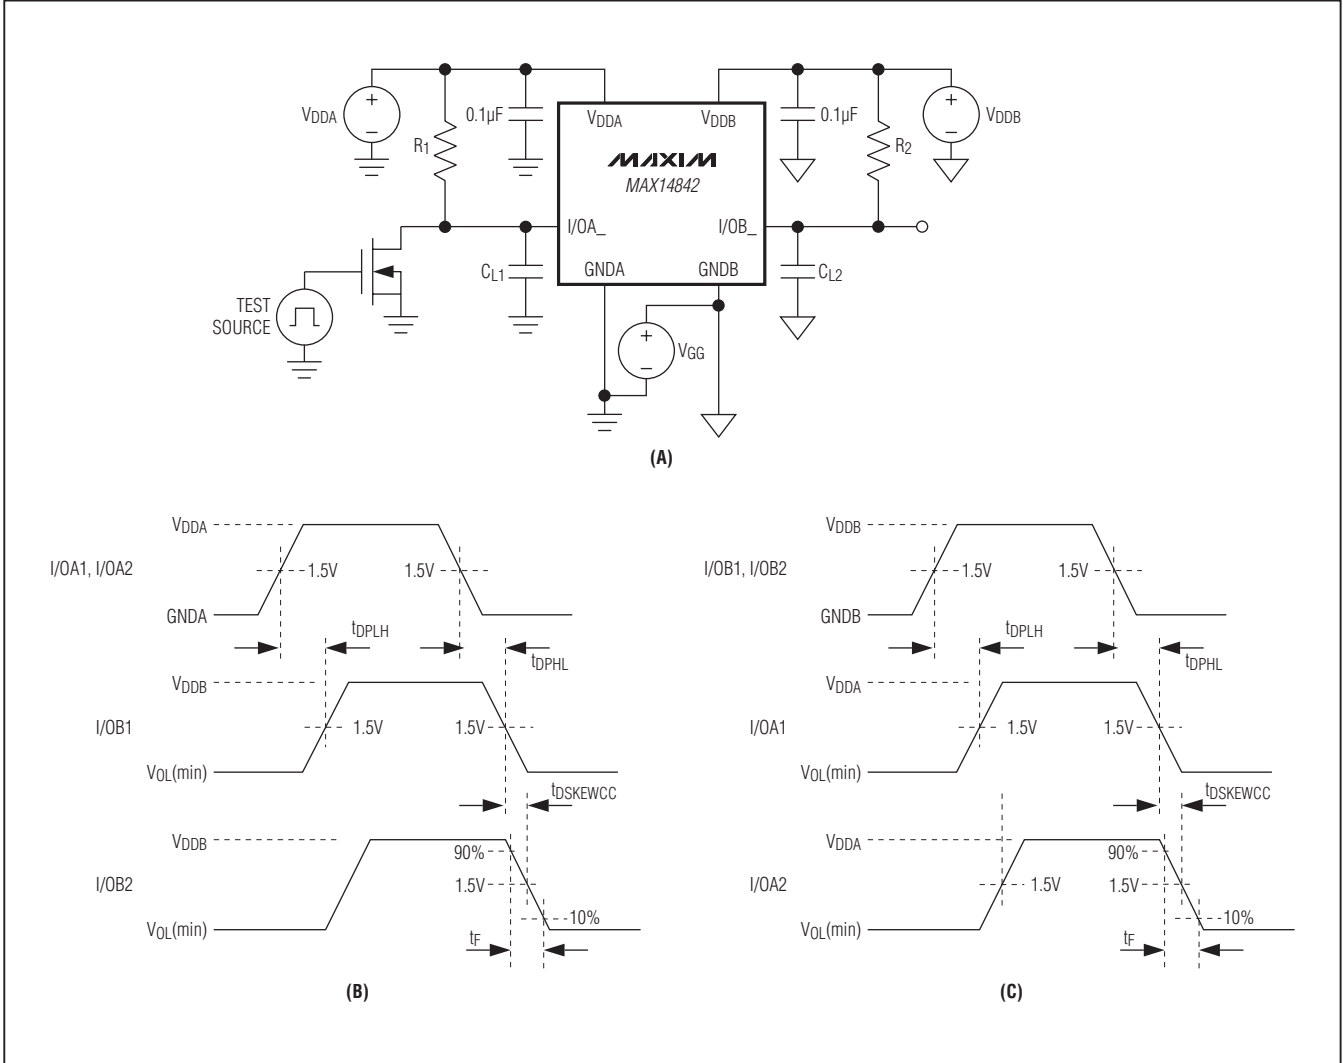 VDDA
R1
0.1µF
VDDA
VDDB
0.1µF
R2
VDDB
MAXIM
MAX14842
I/OA_
I/OB_
CL1
GNDA
GNDB
CL2
TEST
SOURCE
VGG
(A)
VDDA
I/OA1, I/OA2
1.5V
1.5V
GNDA
tDPLH
tDPHL
VDDB
I/OB1
1.5V
1.5V
VOL(min)
tDSKEWCC
VDDB
90%
I/OB2
1.5V
10%
VOL(min)
tF
(B)
VDDB
I/OB1, I/OB2
1.5V
1.5V
GNDB
tDPLH
tDPHL
VDDA
I/OA1
1.5V
1.5V
VOL(min)
tDSKEWCC
VDDA
90%
I/OA2
1.5V
1.5V
10%
VOL(min)
tF
(C)